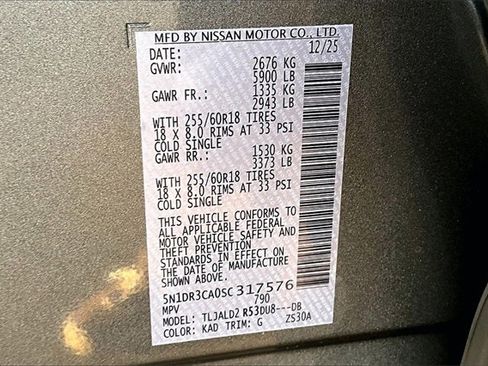 MFD BY NISSAN MOTOR CO., LTD.
DATE: 12/25
GVWR: 2676 KG
5900 LB
GAWR FR.: 1335 KG
2943 LB
WITH 255/60R18 TIRES
18 X 8.0 RIMS AT 33 PSI
COLD SINGLE
GAWR RR.: 1530 KG
3373 LB
WITH 255/60R18 TIRES
18 X 8.0 RIMS AT 33 PSI
COLD SINGLE
THIS VEHICLE CONFORMS TO
ALL APPLICABLE FEDERAL
MOTOR VEHICLE SAFETY AND
THEFT PREVENTION
STANDARDS IN EFFECT ON
THE DATE OF MANUFACTURE
SHOWN ABOVE.
5N1DR3CA0SC317576
MPV 790
MODEL: TLJALD2 R53DU8---DB
COLOR: KAD TRIM: G ZS30A